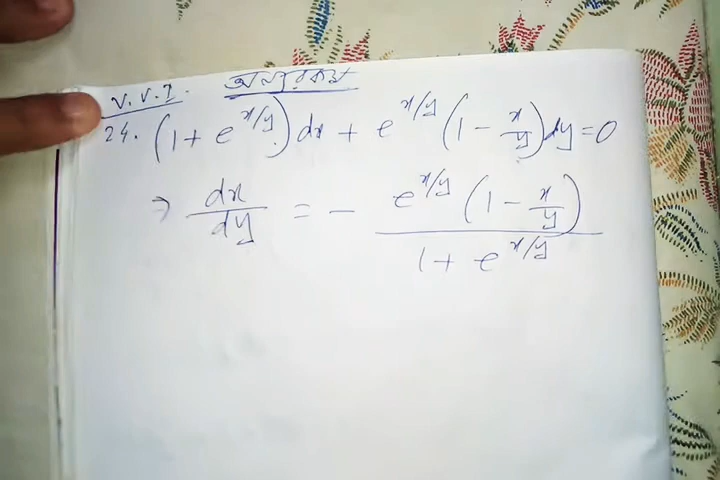 V.V.I. অনুরূপ
24. (1 + e^{x/y}) dx + e^{x/y} (1 - x/y) dy = 0
⇒ dx/dy = - e^{x/y} (1 - x/y) / 1 + e^{x/y}